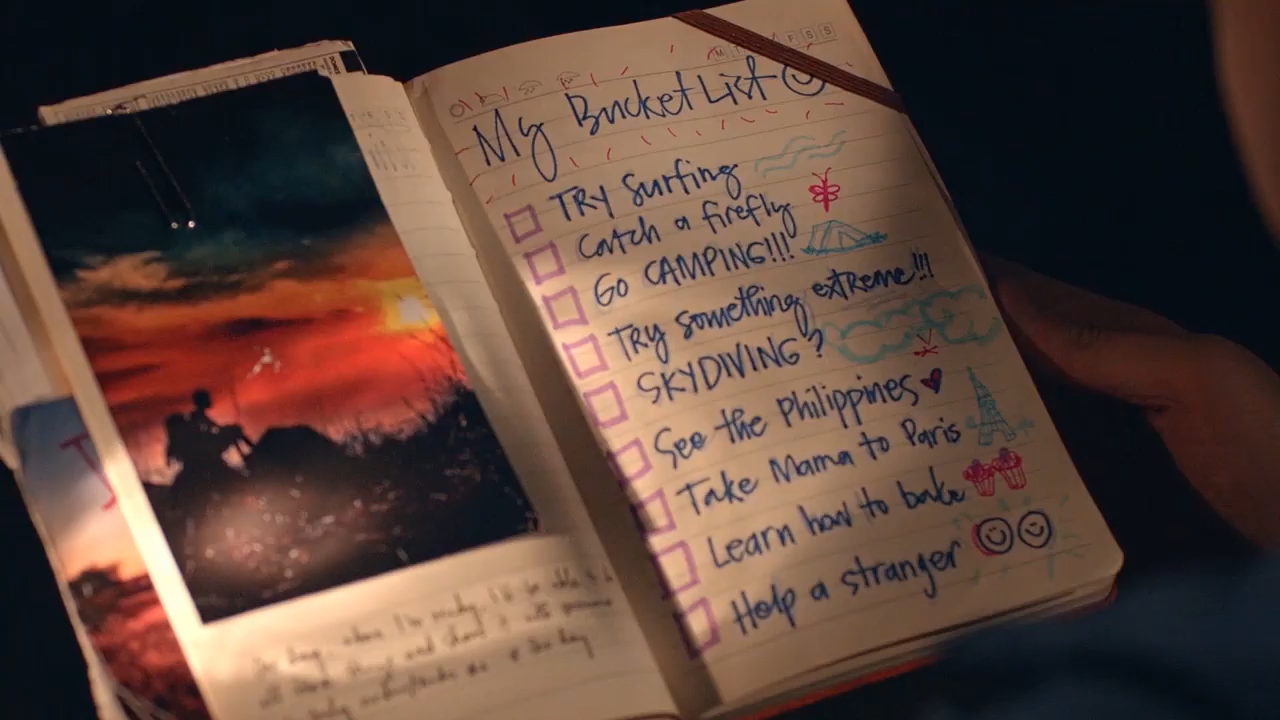 M T F S S
My Bucket List
TRY Surfing
Catch a firefly
GO CAMPING!!!
TRY something extreme!!!
SKYDIVING?
See the Philippines
Take Mama to Paris
Learn how to bake
Help a stranger